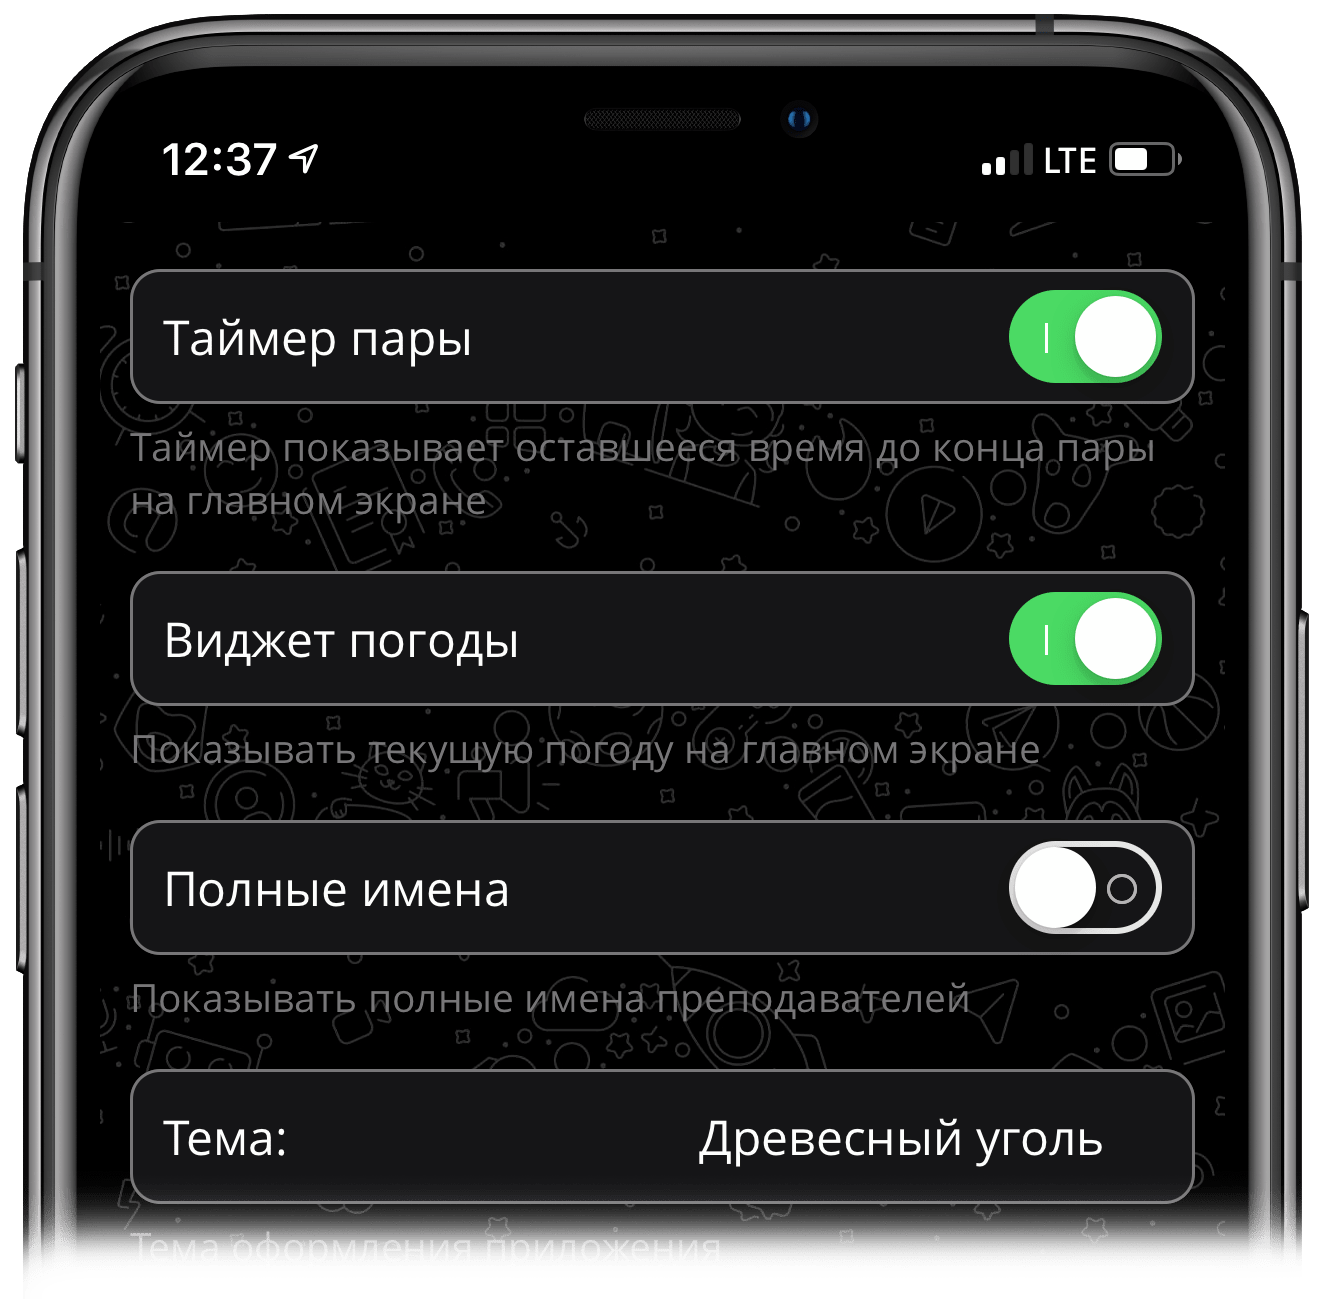 12:37
LTE
Таймер пары
Таймер показывает оставшееся время до конца пары
на главном экране
Виджет погоды
Показывать текущую погоду на главном экране
Полные имена
Показывать полные имена преподавателей
Тема: Древесный уголь
Тема оформления приложения